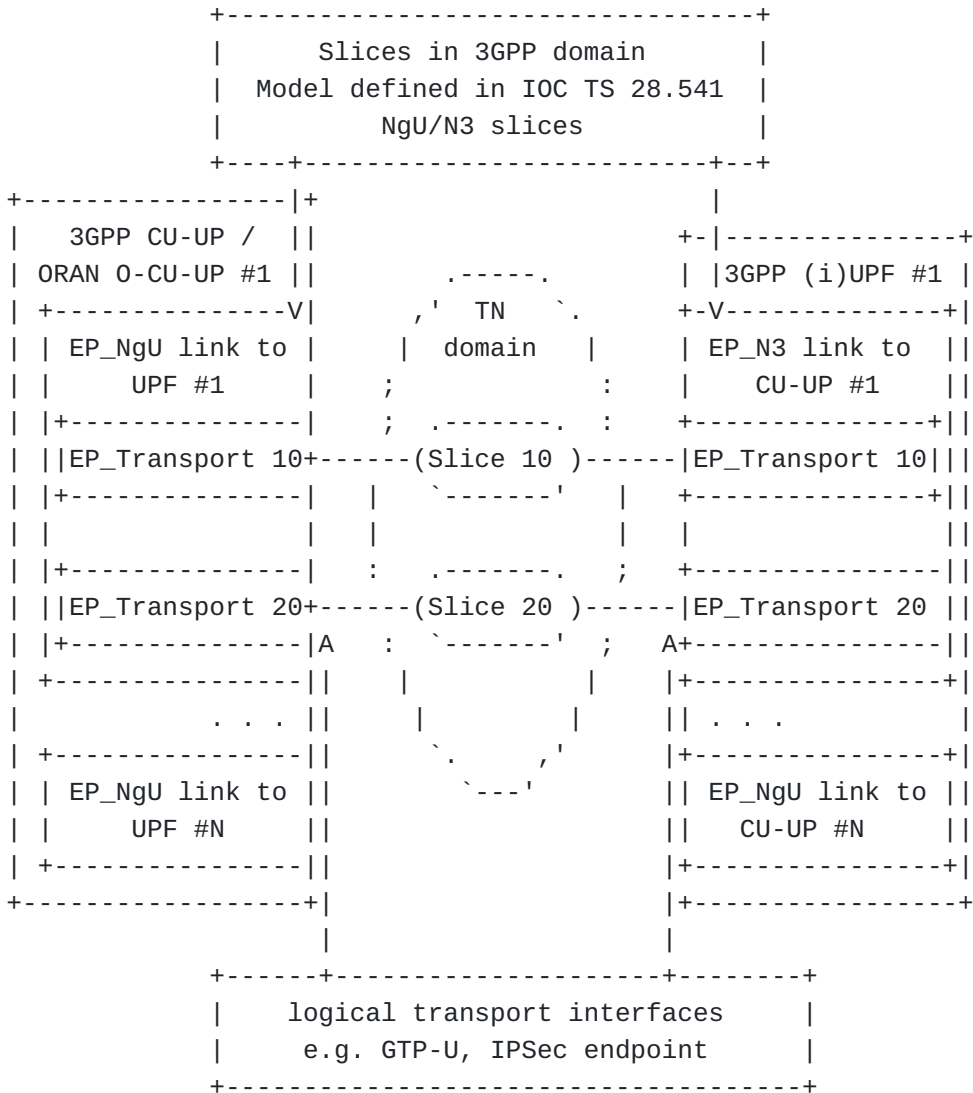 Slices in 3GPP domain
Model defined in IOC TS 28.541
NgU/N3 slices
3GPP CU-UP /
ORAN O-CU-UP #1
3GPP (i)UPF #1
TN
domain
EP_NgU link to
UPF #1
EP_N3 link to
CU-UP #1
EP_Transport 10
(Slice 10 )
EP_Transport 10
EP_Transport 20
(Slice 20 )
EP_Transport 20
. . .
. . .
EP_NgU link to
UPF #N
EP_NgU link to
CU-UP #N
logical transport interfaces
e.g. GTP-U, IPSec endpoint